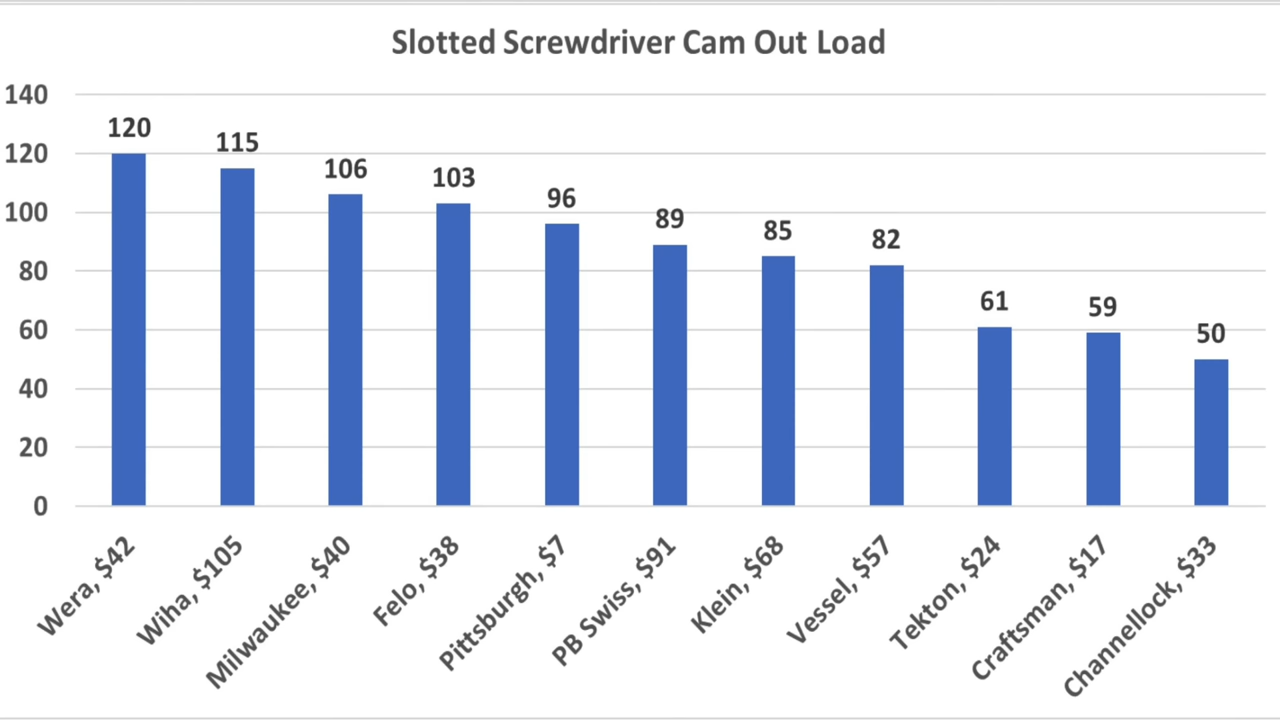 Slotted Screwdriver Cam Out Load
140
120
100
80
60
40
20
0
120
115
106
103
96
89
85
82
61
59
50
Wera, $42
Wiha, $105
Milwaukee, $40
Felo, $38
Pittsburgh, $7
PB Swiss, $91
Klein, $68
Vessel, $57
Tekton, $24
Craftsman, $17
Channellock, $33